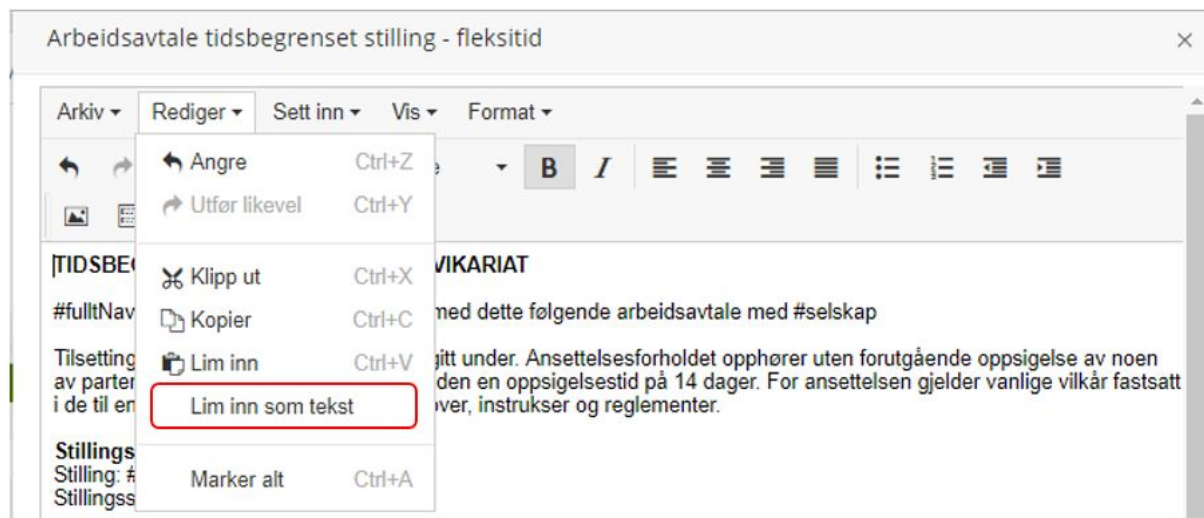 Arbeidsavtale tidsbegrenset stilling - fleksitid
Arkiv Rediger Sett inn Vis Format
Angre Ctrl+Z
Utfør likevel Ctrl+Y
Klipp ut Ctrl+X
Kopier Ctrl+C
Lim inn Ctrl+V
Lim inn som tekst
Marker alt Ctrl+A
B I
VIKARIAT
#fulltNav med dette følgende arbeidsavtale med #selskap
Tilsetting gitt under. Ansettelsesforholdet opphører uten forutgående oppsigelse av noen
av parter den en oppsigelsestid på 14 dager. For ansettelsen gjelder vanlige vilkår fastsatt
i de til en over, instrukser og reglementer.
Stillings
Stilling: #
Stillingss